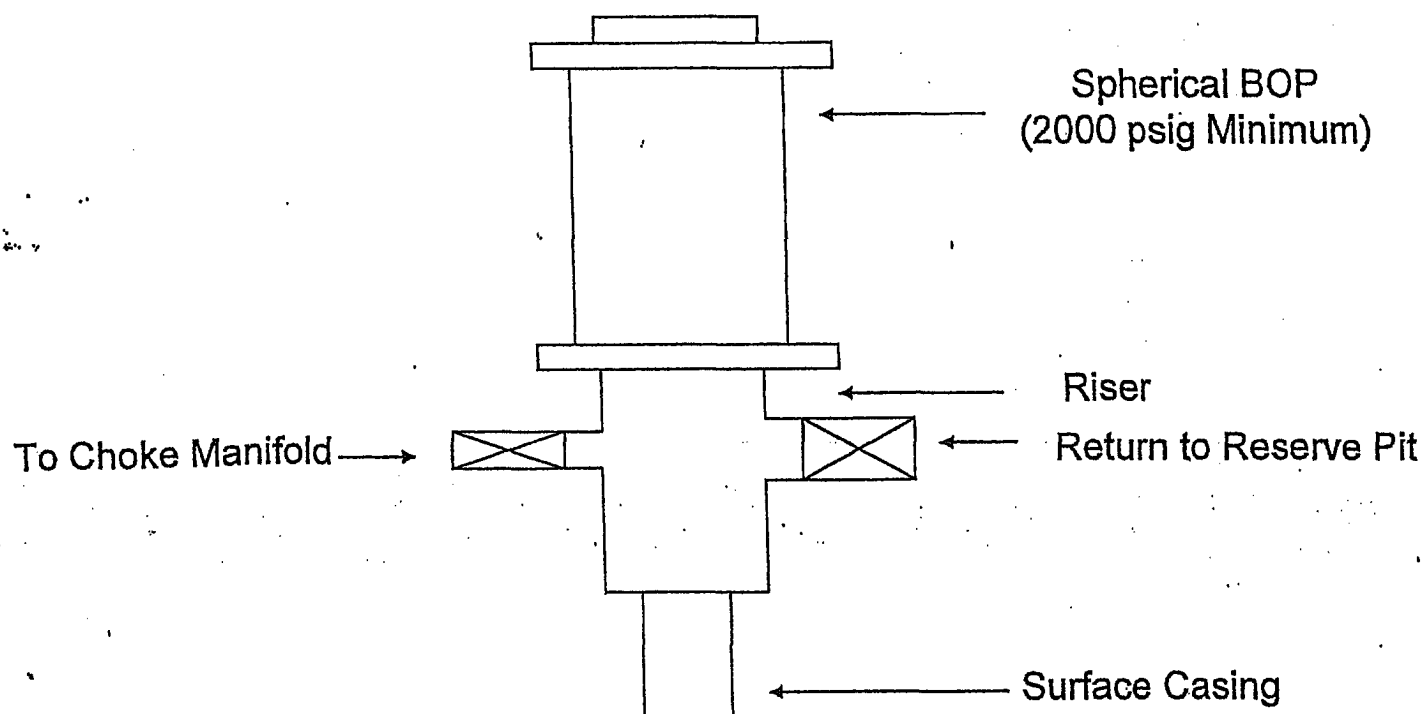 Spherical BOP
(2000 psig Minimum)
Riser
To Choke Manifold
Return to Reserve Pit
Surface Casing